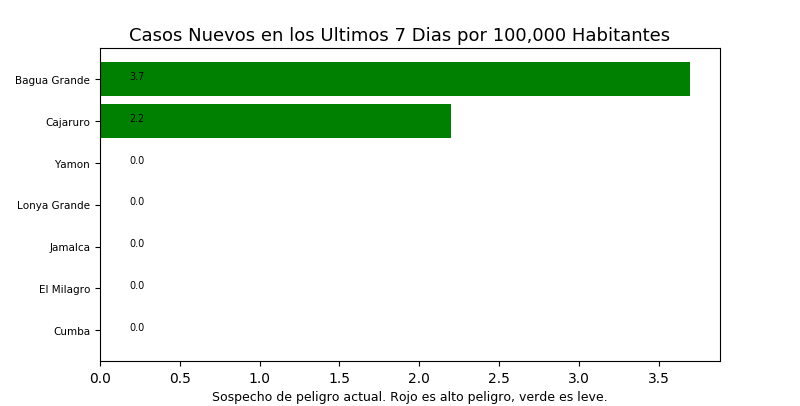 Casos Nuevos en los Ultimos 7 Dias por 100,000 Habitantes
Bagua Grande 3.7
Cajaruro 2.2
Yamon 0.0
Lonya Grande 0.0
Jamalca 0.0
El Milagro 0.0
Cumba 0.0
0.0 0.5 1.0 1.5 2.0 2.5 3.0 3.5
Sospecho de peligro actual. Rojo es alto peligro, verde es leve.